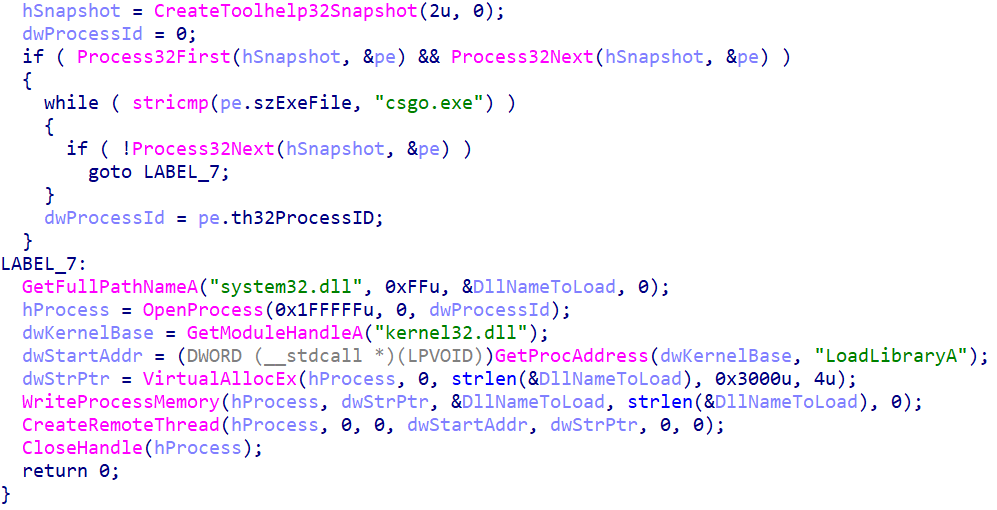 hSnapshot = CreateToolhelp32Snapshot(2u, 0);
dwProcessId = 0;
if ( Process32First(hSnapshot, &pe) && Process32Next(hSnapshot, &pe) )
{
while ( stricmp(pe.szExeFile, "csgo.exe") )
{
if ( !Process32Next(hSnapshot, &pe) )
goto LABEL_7;
}
dwProcessId = pe.th32ProcessID;
}
LABEL_7:
GetFullPathNameA("system32.dll", 0xFFu, &DllNameToLoad, 0);
hProcess = OpenProcess(0x1FFFFFu, 0, dwProcessId);
dwKernelBase = GetModuleHandleA("kernel32.dll");
dwStartAddr = (DWORD (__stdcall *)(LPVOID))GetProcAddress(dwKernelBase, "LoadLibraryA");
dwStrPtr = VirtualAllocEx(hProcess, 0, strlen(&DllNameToLoad), 0x3000u, 4u);
WriteProcessMemory(hProcess, dwStrPtr, &DllNameToLoad, strlen(&DllNameToLoad), 0);
CreateRemoteThread(hProcess, 0, 0, dwStartAddr, dwStrPtr, 0, 0);
CloseHandle(hProcess);
return 0;
}